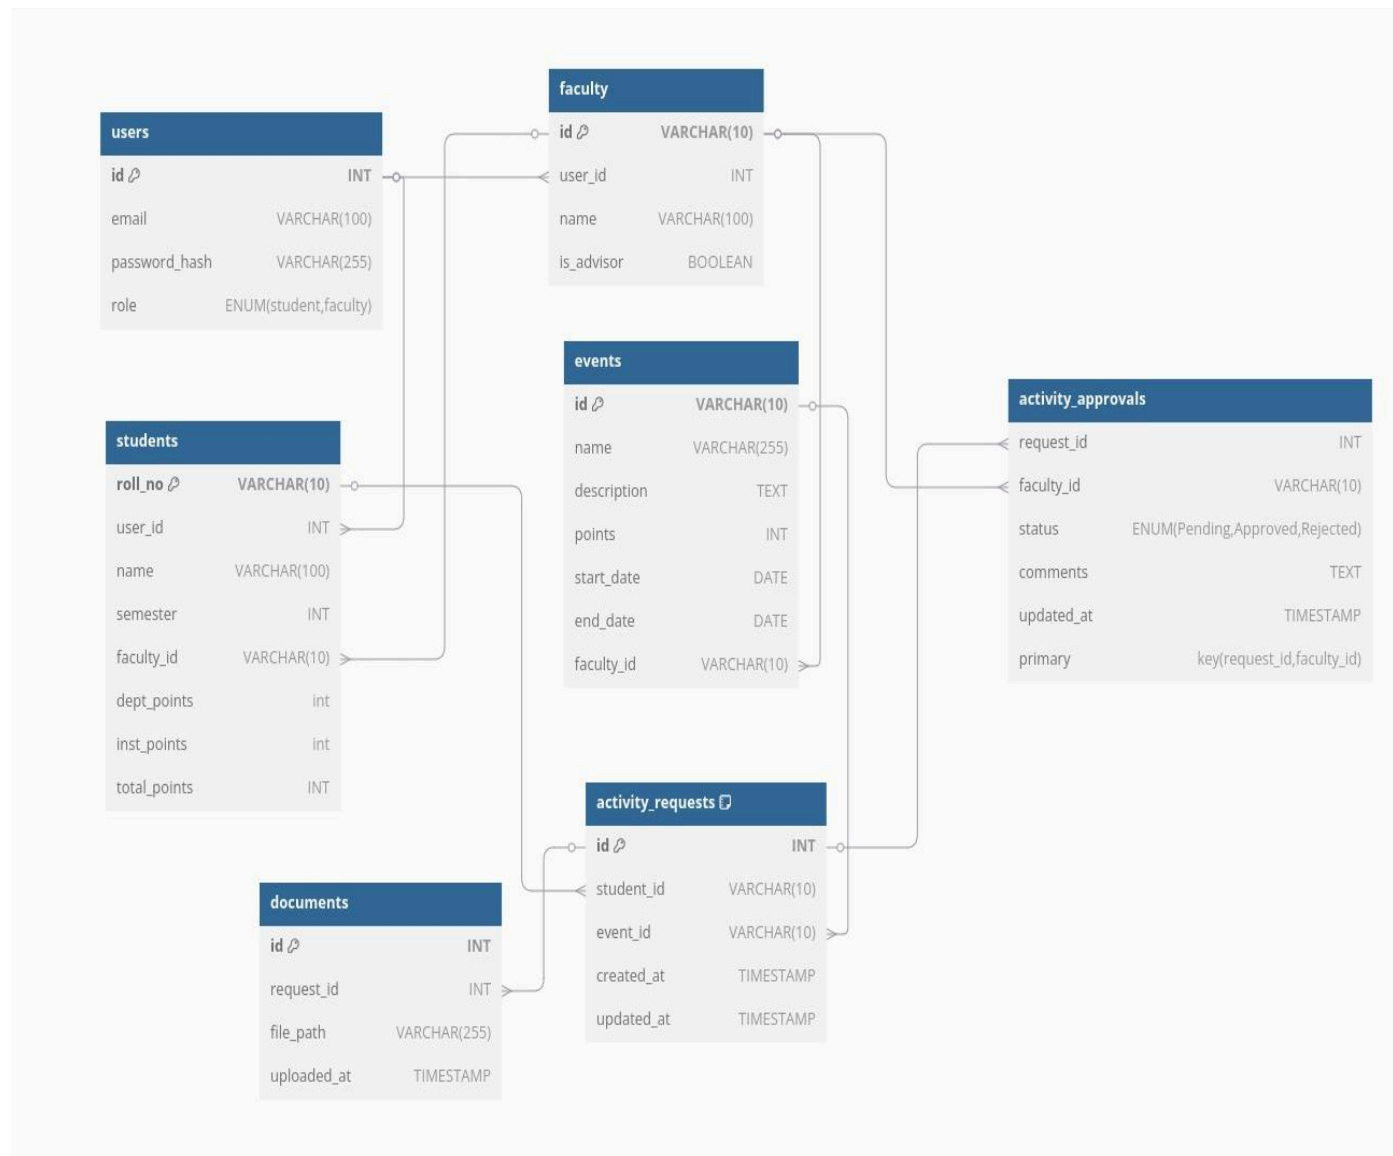 users
id INT
email VARCHAR(100)
password_hash VARCHAR(255)
role ENUM(student,faculty)
faculty
id VARCHAR(10)
user_id INT
name VARCHAR(100)
is_advisor BOOLEAN
students
roll_no VARCHAR(10)
user_id INT
name VARCHAR(100)
semester INT
faculty_id VARCHAR(10)
dept_points int
inst_points int
total_points INT
events
id VARCHAR(10)
name VARCHAR(255)
description TEXT
points INT
start_date DATE
end_date DATE
faculty_id VARCHAR(10)
activity_approvals
request_id INT
faculty_id VARCHAR(10)
status ENUM(Pending,Approved,Rejected)
comments TEXT
updated_at TIMESTAMP
primary key(request_id,faculty_id)
documents
id INT
request_id INT
file_path VARCHAR(255)
uploaded_at TIMESTAMP
activity_requests
id INT
student_id VARCHAR(10)
event_id VARCHAR(10)
created_at TIMESTAMP
updated_at TIMESTAMP